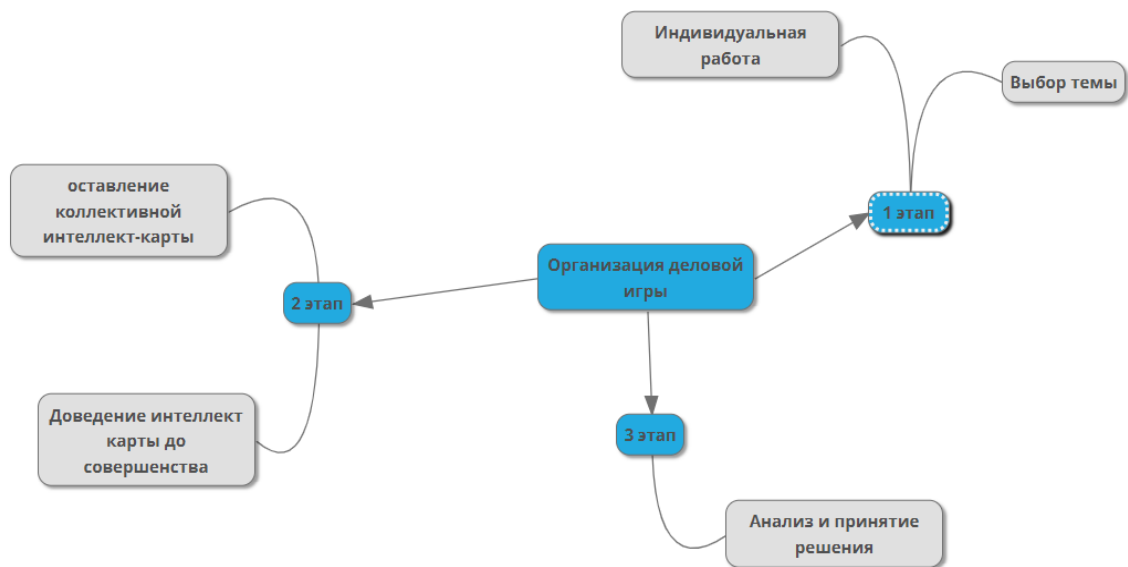 Индивидуальная
работа
Выбор темы
оставление
коллективной
интеллект-карты
1 этап
Организация деловой
игры
2 этап
Доведение интеллект
карты до
совершенства
3 этап
Анализ и принятие
решения